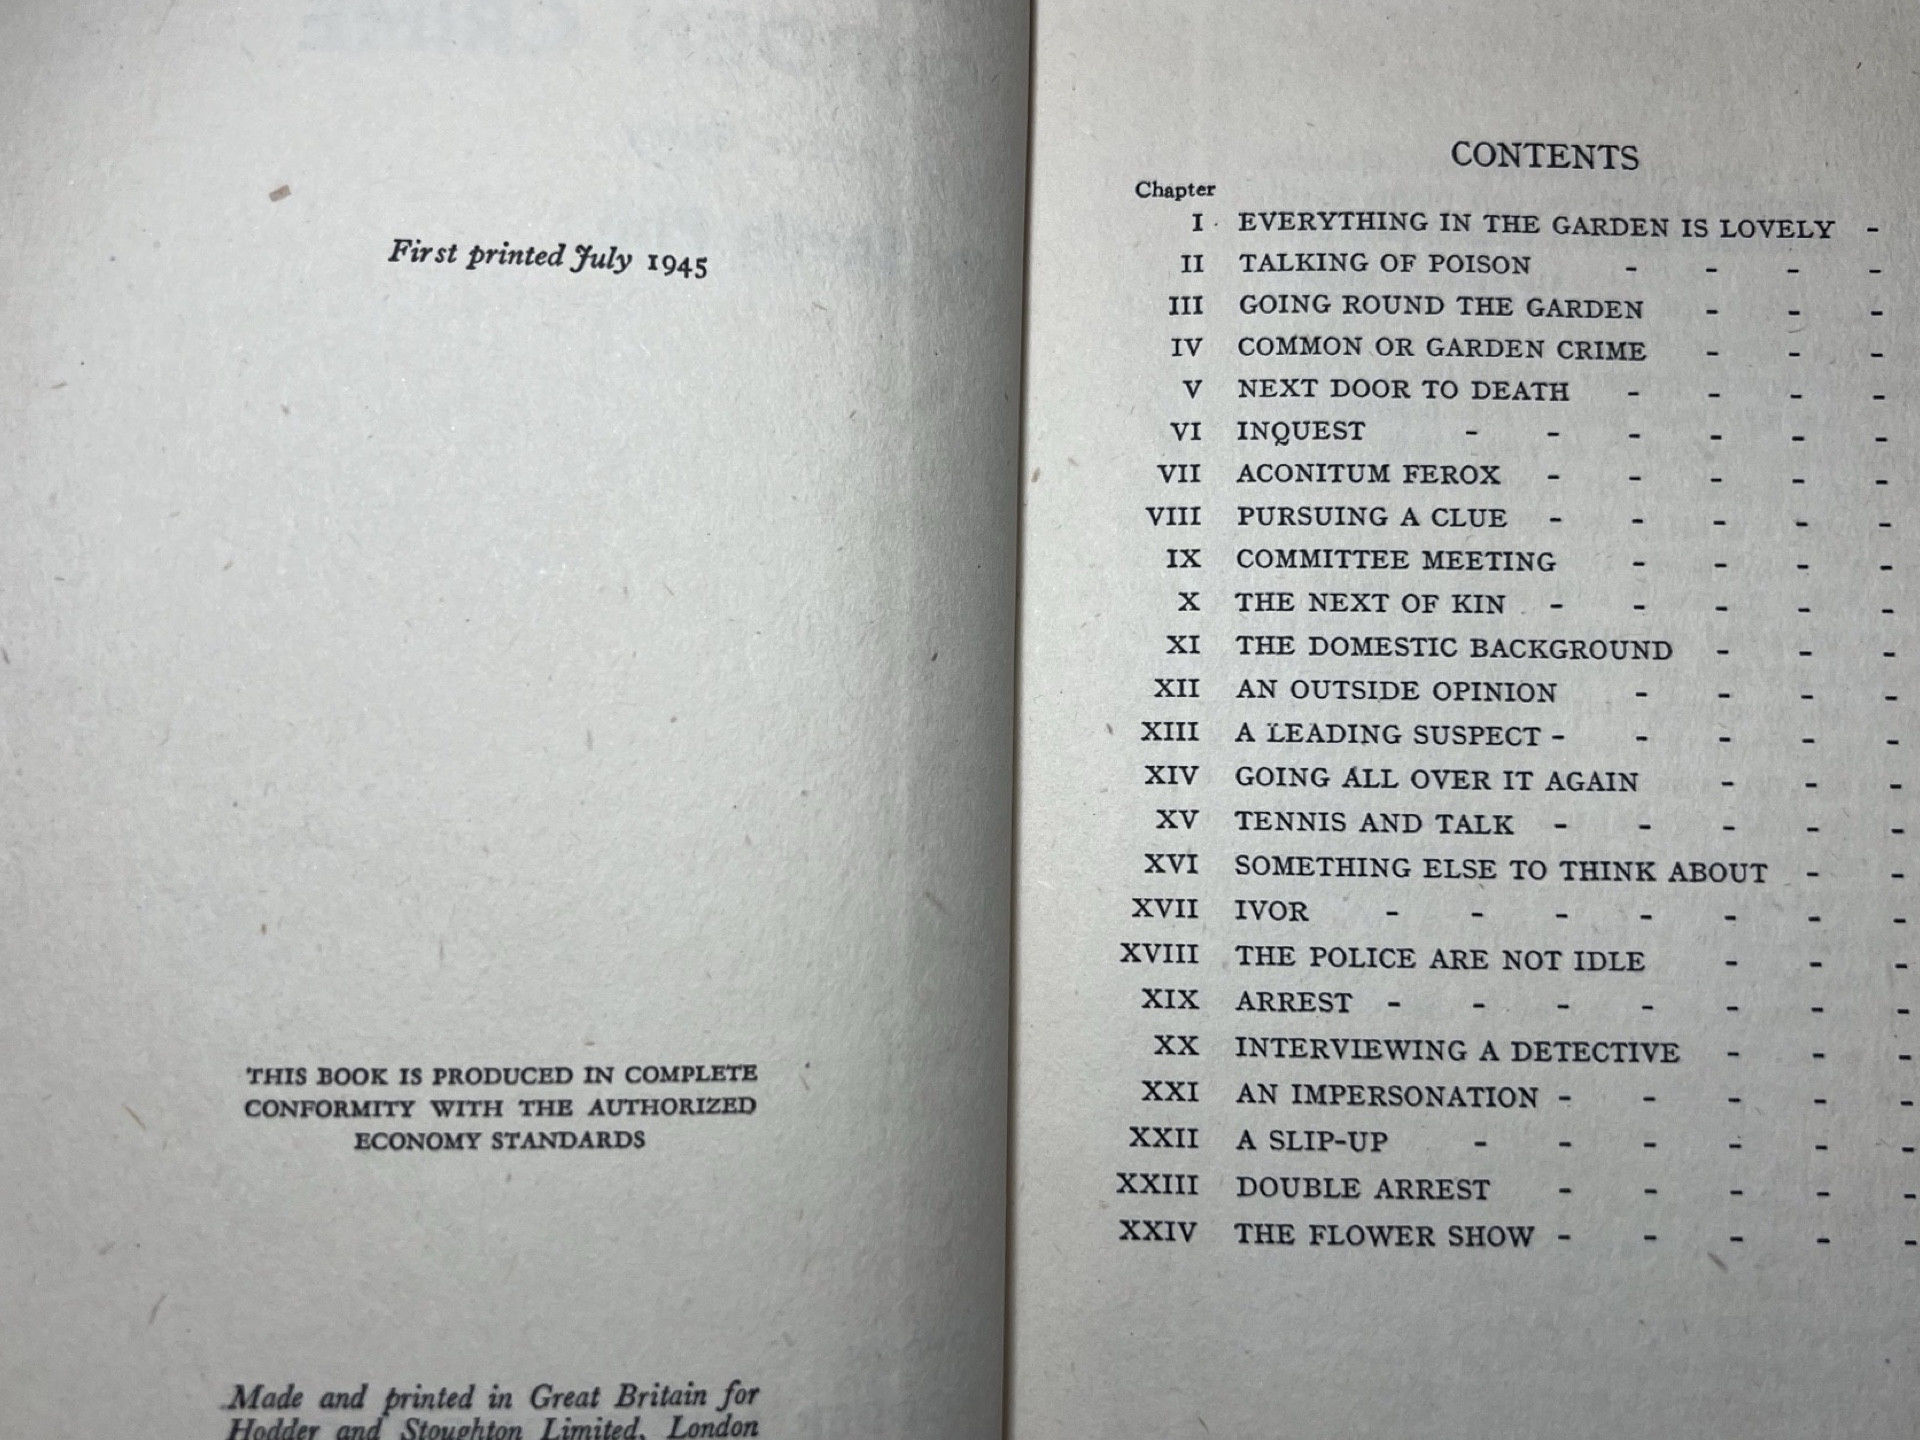 First printed July 1945
THIS BOOK IS PRODUCED IN COMPLETE
CONFORMITY WITH THE AUTHORIZED
ECONOMY STANDARDS
Made and printed in Great Britain for
Hodder and Stoughton Limited, London
CONTENTS
Chapter
I EVERYTHING IN THE GARDEN IS LOVELY -
II TALKING OF POISON - - - -
III GOING ROUND THE GARDEN - - -
IV COMMON OR GARDEN CRIME - - -
V NEXT DOOR TO DEATH - - - -
VI INQUEST - - - - - -
VII ACONITUM FEROX - - - - -
VIII PURSUING A CLUE - - - - -
IX COMMITTEE MEETING - - - -
X THE NEXT OF KIN - - - - -
XI THE DOMESTIC BACKGROUND - - -
XII AN OUTSIDE OPINION - - - -
XIII A LEADING SUSPECT - - - - -
XIV GOING ALL OVER IT AGAIN - - -
XV TENNIS AND TALK - - - - -
XVI SOMETHING ELSE TO THINK ABOUT - -
XVII IVOR - - - - - - -
XVIII THE POLICE ARE NOT IDLE - - -
XIX ARREST - - - - - - -
XX INTERVIEWING A DETECTIVE - - -
XXI AN IMPERSONATION - - - - -
XXII A SLIP-UP - - - - - -
XXIII DOUBLE ARREST - - - - -
XXIV THE FLOWER SHOW - - - - -